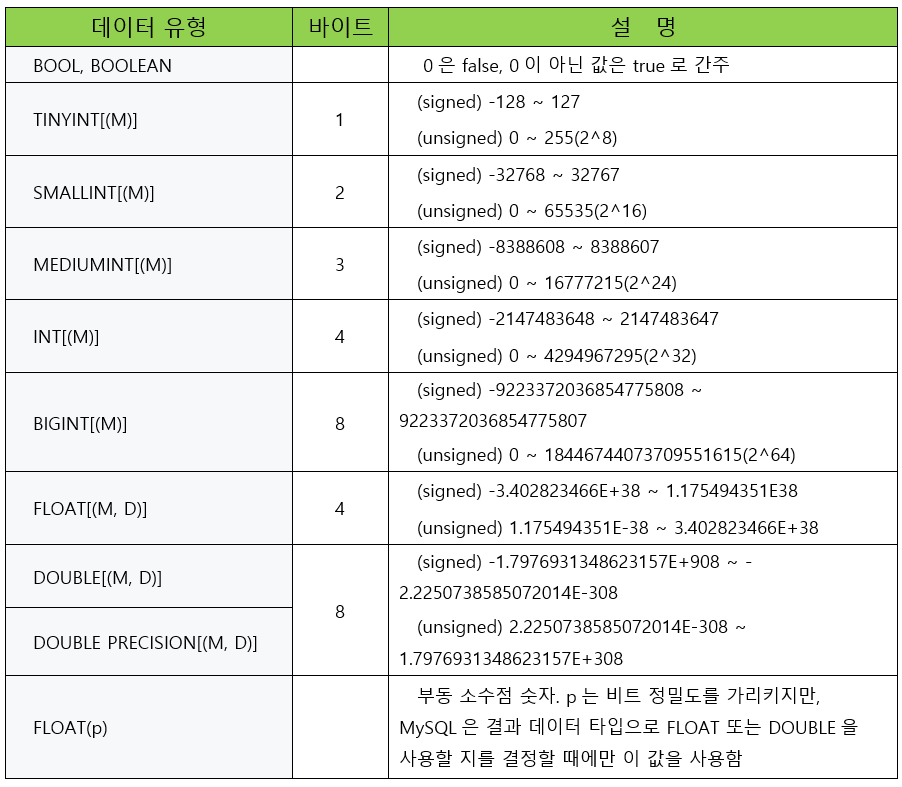 데이터 유형 바이트 설 명
BOOL, BOOLEAN 0 은 false, 0 이 아닌 값은 true 로 간주
TINYINT[(M)] 1 (signed) -128 ~ 127
(unsigned) 0 ~ 255(2^8)
SMALLINT[(M)] 2 (signed) -32768 ~ 32767
(unsigned) 0 ~ 65535(2^16)
MEDIUMINT[(M)] 3 (signed) -8388608 ~ 8388607
(unsigned) 0 ~ 16777215(2^24)
INT[(M)] 4 (signed) -2147483648 ~ 2147483647
(unsigned) 0 ~ 4294967295(2^32)
BIGINT[(M)] 8 (signed) -9223372036854775808 ~
9223372036854775807
(unsigned) 0 ~ 18446744073709551615(2^64)
FLOAT[(M, D)] 4 (signed) -3.402823466E+38 ~ 1.175494351E38
(unsigned) 1.175494351E-38 ~ 3.402823466E+38
DOUBLE[(M, D)] 8 (signed) -1.7976931348623157E+908 ~ -
2.2250738585072014E-308
DOUBLE PRECISION[(M, D)] (unsigned) 2.2250738585072014E-308 ~
1.7976931348623157E+308
FLOAT(p) 부동 소수점 숫자. p 는 비트 정밀도를 가리키지만,
MySQL 은 결과 데이터 타입으로 FLOAT 또는 DOUBLE 을
사용할 지를 결정할 때에만 이 값을 사용함